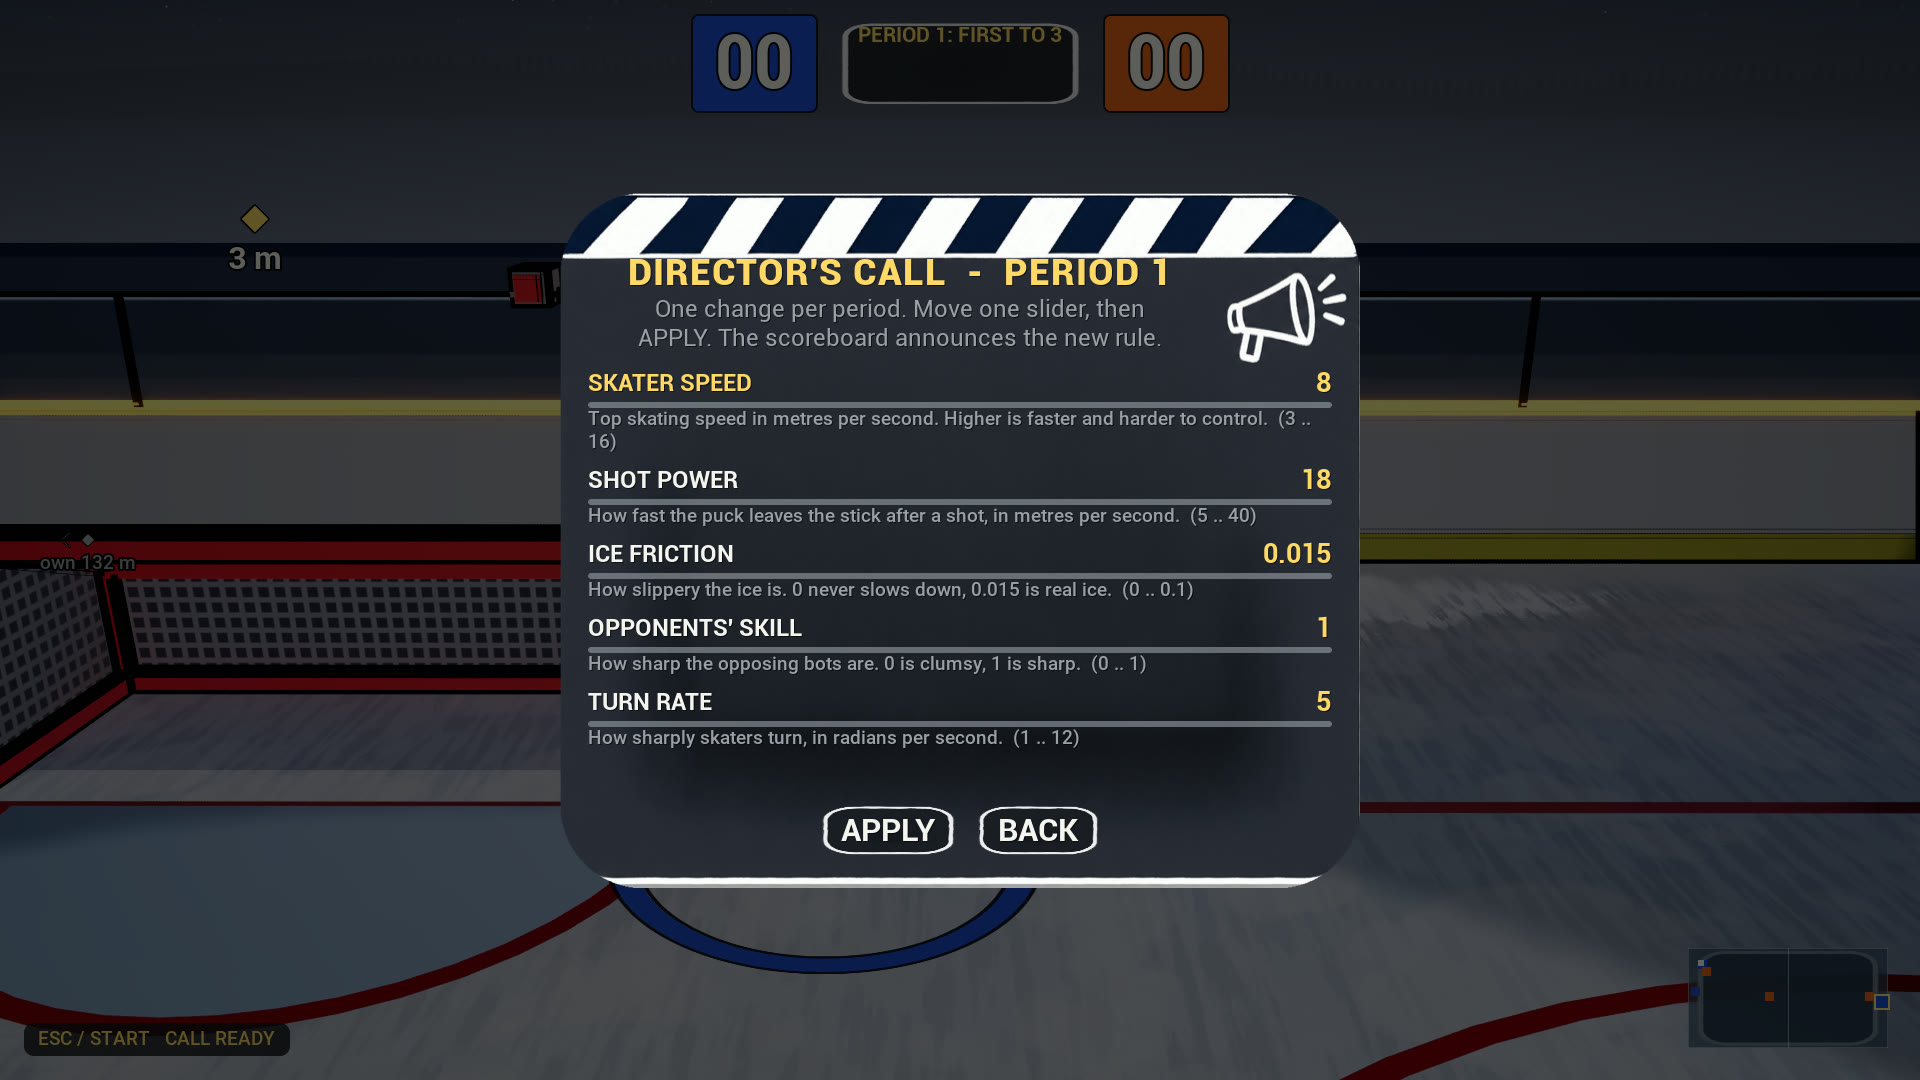 00
PERIOD 1: FIRST TO 3
00
3 m
own 132 m
DIRECTOR'S CALL - PERIOD 1
One change per period. Move one slider, then
APPLY. The scoreboard announces the new rule.
SKATER SPEED 8
Top skating speed in metres per second. Higher is faster and harder to control. (3 ..
16)
SHOT POWER 18
How fast the puck leaves the stick after a shot, in metres per second. (5 .. 40)
ICE FRICTION 0.015
How slippery the ice is. 0 never slows down, 0.015 is real ice. (0 .. 0.1)
OPPONENTS' SKILL 1
How sharp the opposing bots are. 0 is clumsy, 1 is sharp. (0 .. 1)
TURN RATE 5
How sharply skaters turn, in radians per second. (1 .. 12)
APPLY BACK
ESC / START CALL READY